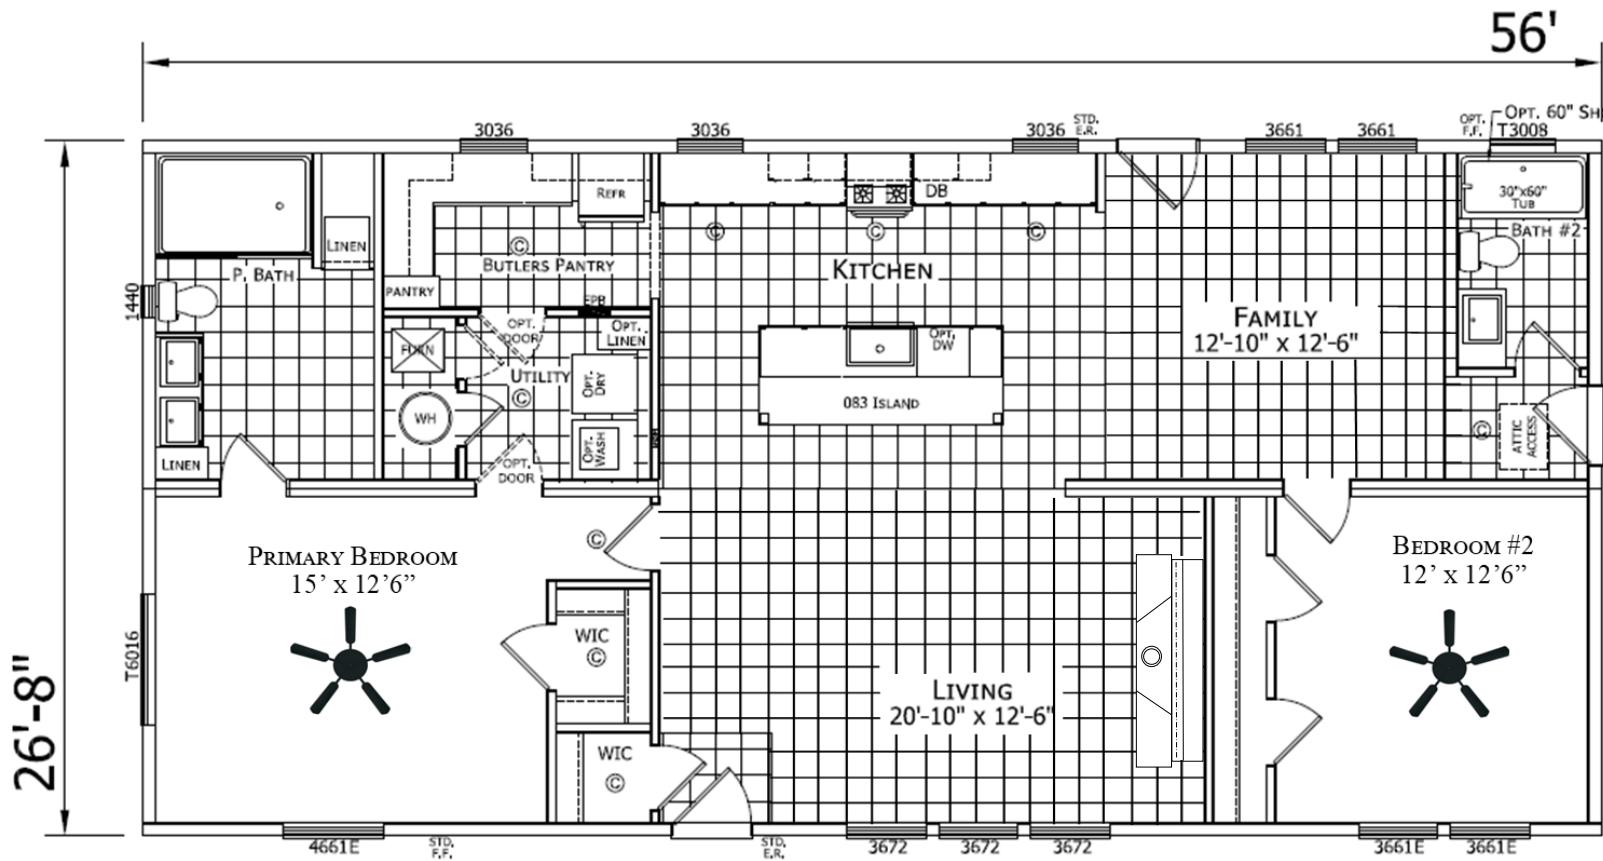 56'
3036
3036
3036
STD.
E.R.
3661
3661
OPT.
F.F.
T3008
OPT. 60" SH
REFR
DB
30"x60"
TUB
LINEN
C
BUTLERS PANTRY
C
C
C
BATH #2
P. BATH
KITCHEN
PANTRY
1440
EPB
OPT.
DOOR
OPT.
LINEN
FAMILY
12'-10" x 12'-6"
FURN
OPT.
DW
UTILITY
C
OPT.
DRY
083 ISLAND
WH
OPT.
WASH
C
ATTIC
ACCESS
LINEN
OPT.
DOOR
C
PRIMARY BEDROOM
15’ x 12’6”
BEDROOM #2
12’ x 12’6”
WIC
C
T6016
26'-8"
LIVING
20'-10" x 12'-6"
WIC
C
4661E
STD.
F.F.
STD.
E.R.
3672
3672
3672
3661E
3661E